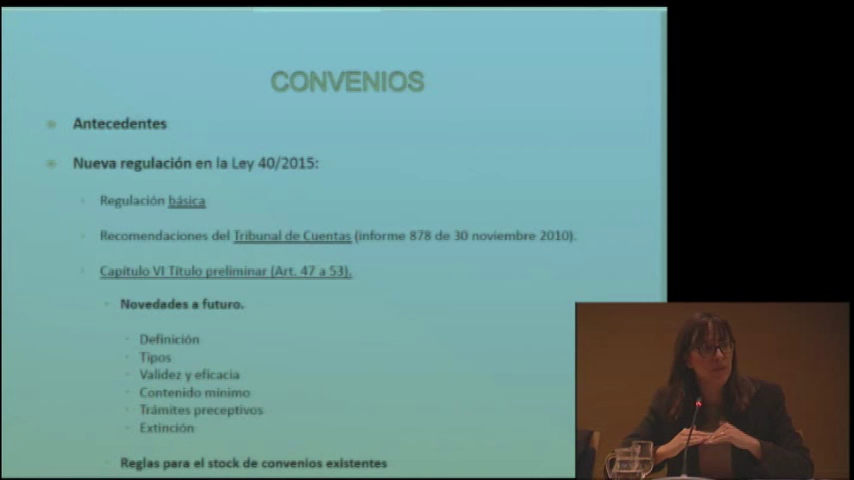 CONVENIOS
Antecedentes
Nueva regulación en la Ley 40/2015:
Regulación básica
Recomendaciones del Tribunal de Cuentas (informe 878 de 30 noviembre 2010).
Capítulo VI Título preliminar (Art. 47 a 53).
Novedades a futuro.
Definición
Tipos
Validez y eficacia
Contenido mínimo
Trámites preceptivos
Extinción
Reglas para el stock de convenios existentes